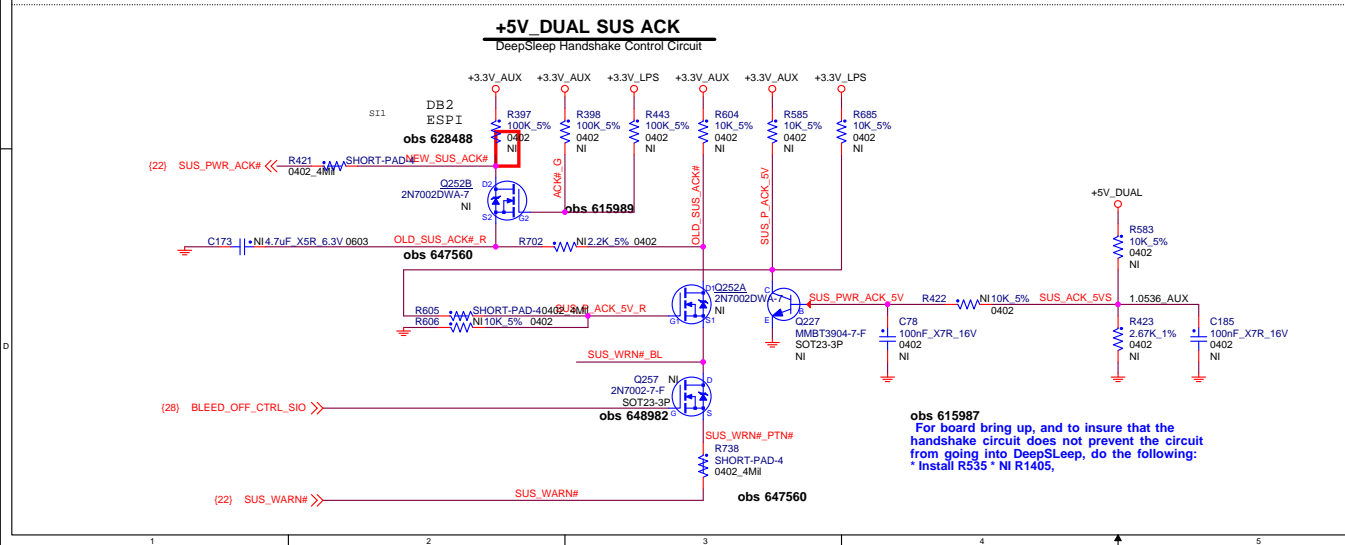 +5V_DUAL SUS ACK
DeepSleep Handshake Control Circuit
+3.3V_AUX +3.3V_AUX +3.3V_LPS +3.3V_AUX +3.3V_AUX +3.3V_LPS
SI1
DB2
ESPI
obs 628488
R397
100K_5%
0402
NI
R398
100K_5%
0402
NI
R443
100K_5%
0402
NI
R604
10K_5%
0402
NI
R585
10K_5%
0402
NI
R685
10K_5%
0402
NI
{22} SUS_PWR_ACK#
R421
0402_4Mil
SHORT-PAD-4
NEW_SUS_ACK#
ACK#_G
OLD_SUS_ACK#
SUS_P_ACK_5V
Q252B
2N7002DWA-7
NI
D2
S2
G2
obs 615989
+5V_DUAL
C173
NI 4.7uF_X5R_6.3V 0603
OLD_SUS_ACK#_R
R702
NI 2.2K_5% 0402
obs 647560
R583
10K_5%
0402
NI
Q252A
2N7002DWA-7
NI
D1
G1
S1
R605
SHORT-PAD-40402_4Mil
SUS_P_ACK_5V_R
R606
NI 10K_5% 0402
C
B
E
Q227
MMBT3904-7-F
SOT23-3P
NI
SUS_PWR_ACK_5V
R422
NI 10K_5%
0402
SUS_ACK_5VS
1.0536_AUX
C78
100nF_X7R_16V
0402
NI
R423
2.67K_1%
0402
NI
C185
100nF_X7R_16V
0402
NI
D
SUS_WRN#_BL
Q257
NI
2N7002-7-F
SOT23-3P
D
G
S
obs 648982
{28} BLEED_OFF_CTRL_SIO
SUS_WRN#_PTN#
R738
SHORT-PAD-4
0402_4Mil
obs 615987
For board bring up, and to insure that the
handshake circuit does not prevent the circuit
from going into DeepSLeep, do the following:
* Install R535 * NI R1405,
{22} SUS_WARN#
SUS_WARN#
obs 647560
1 2 3 4 5